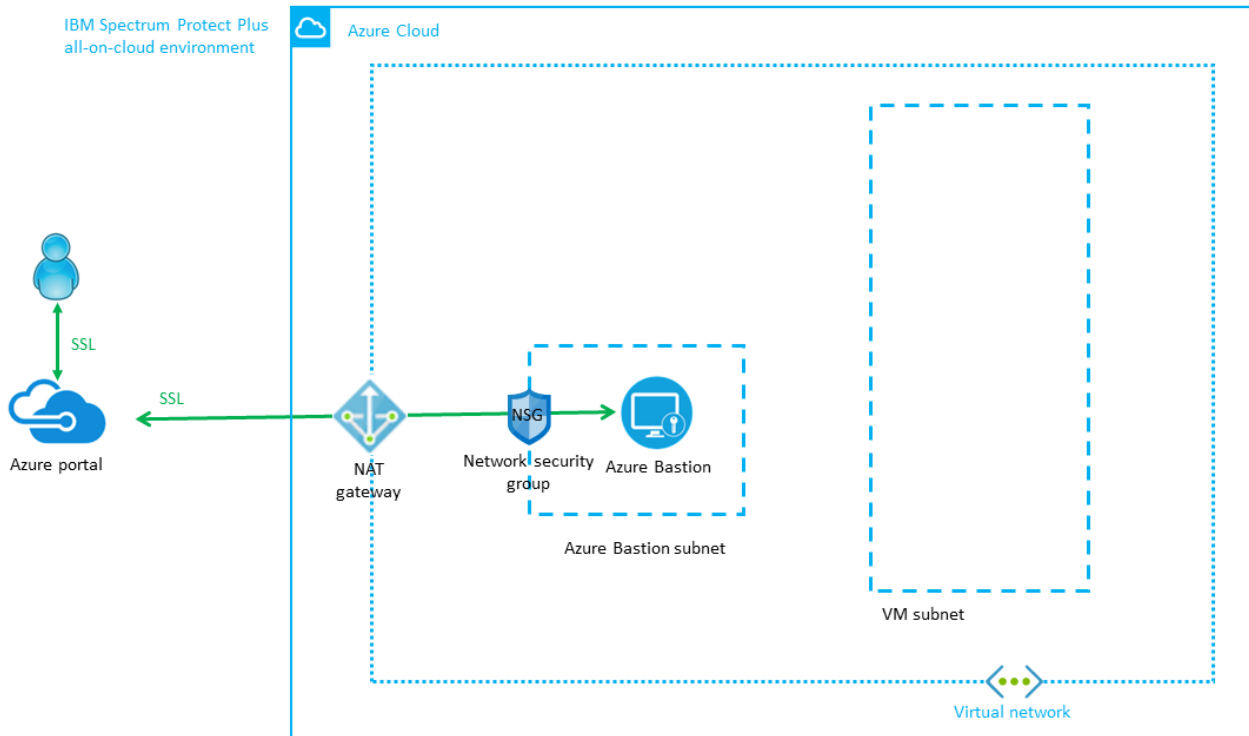 IBM Spectrum Protect Plus
all-on-cloud environment
Azure Cloud
SSL
SSL
Azure portal
NAT
gateway
NSG
Network security
group
Azure Bastion
Azure Bastion subnet
VM subnet
Virtual network